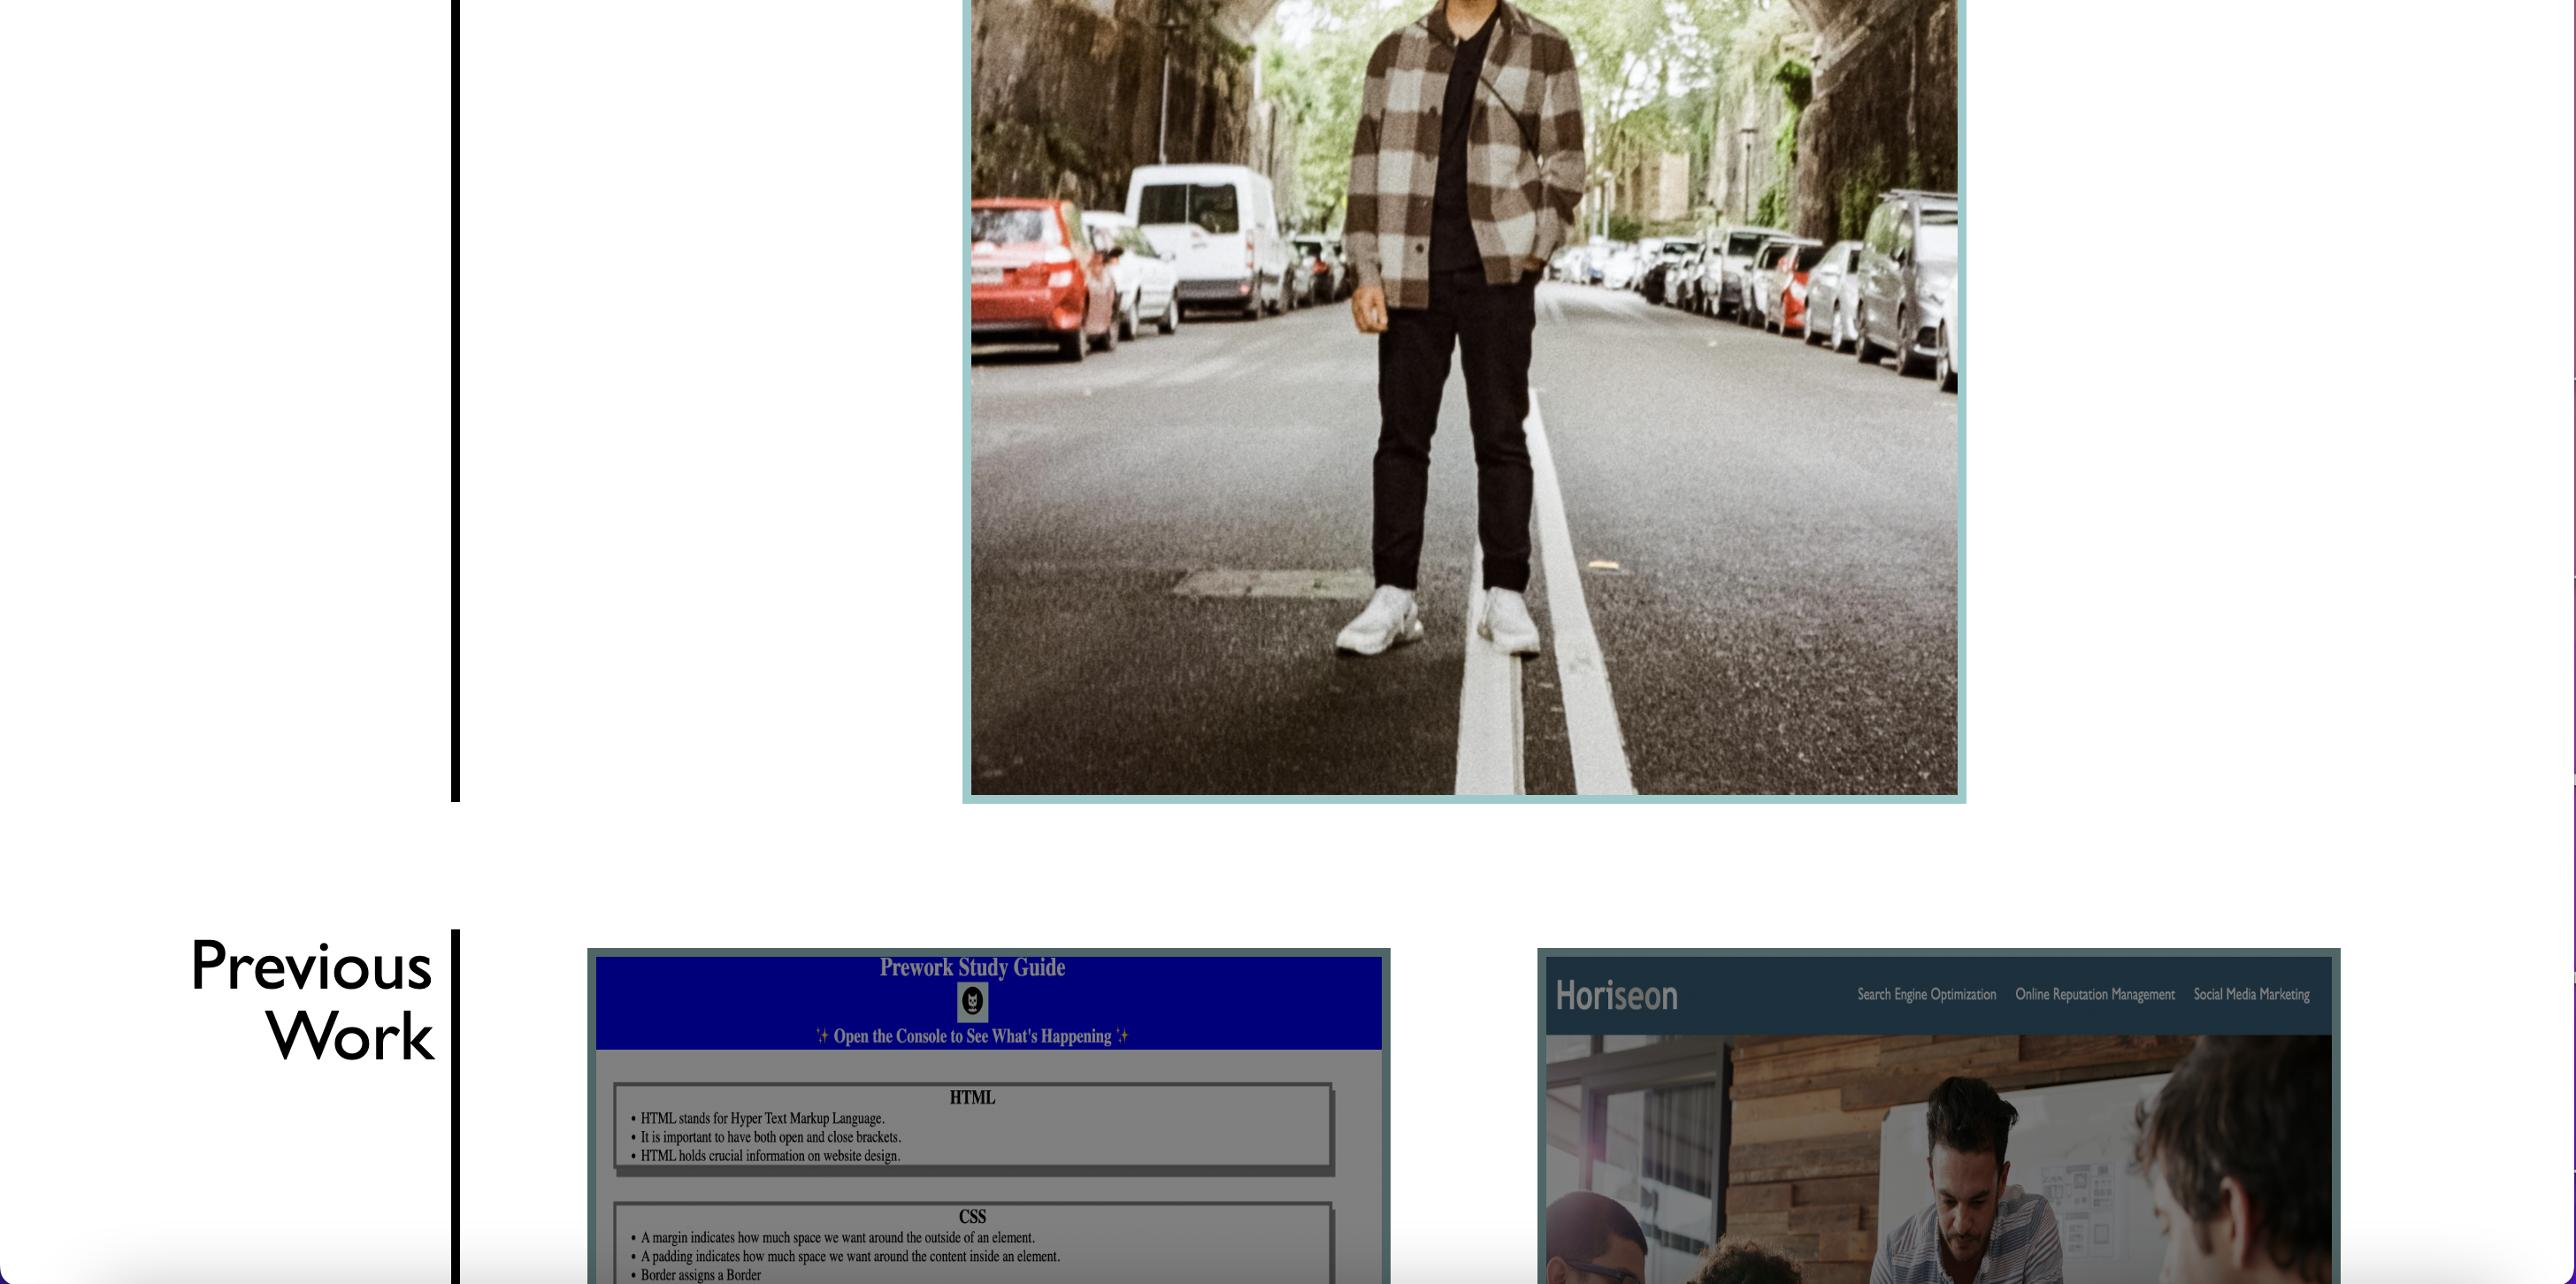 Previous
Work
Prework Study Guide
✨ Open the Console to See What's Happening ✨
HTML
• HTML stands for Hyper Text Markup Language.
• It is important to have both open and close brackets.
• HTML holds crucial information on website design.
CSS
• A margin indicates how much space we want around the outside of an element.
• A padding indicates how much space we want around the content inside an element.
• Border assigns a Border
Horiseon
Search Engine Optimization Online Reputation Management Social Media Marketing